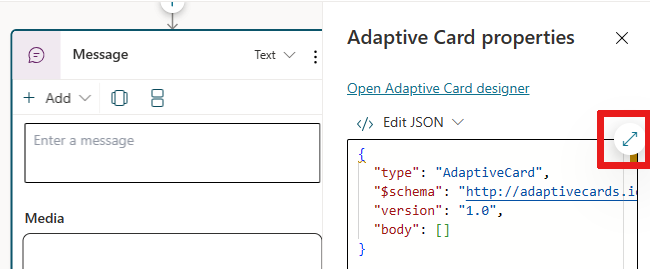 Message
Text
Add
Enter a message
Media
Adaptive Card properties
Open Adaptive Card designer
</> Edit JSON
{
"type": "AdaptiveCard",
"$schema": "http://adaptivecards.i
"version": "1.0",
"body": []
}